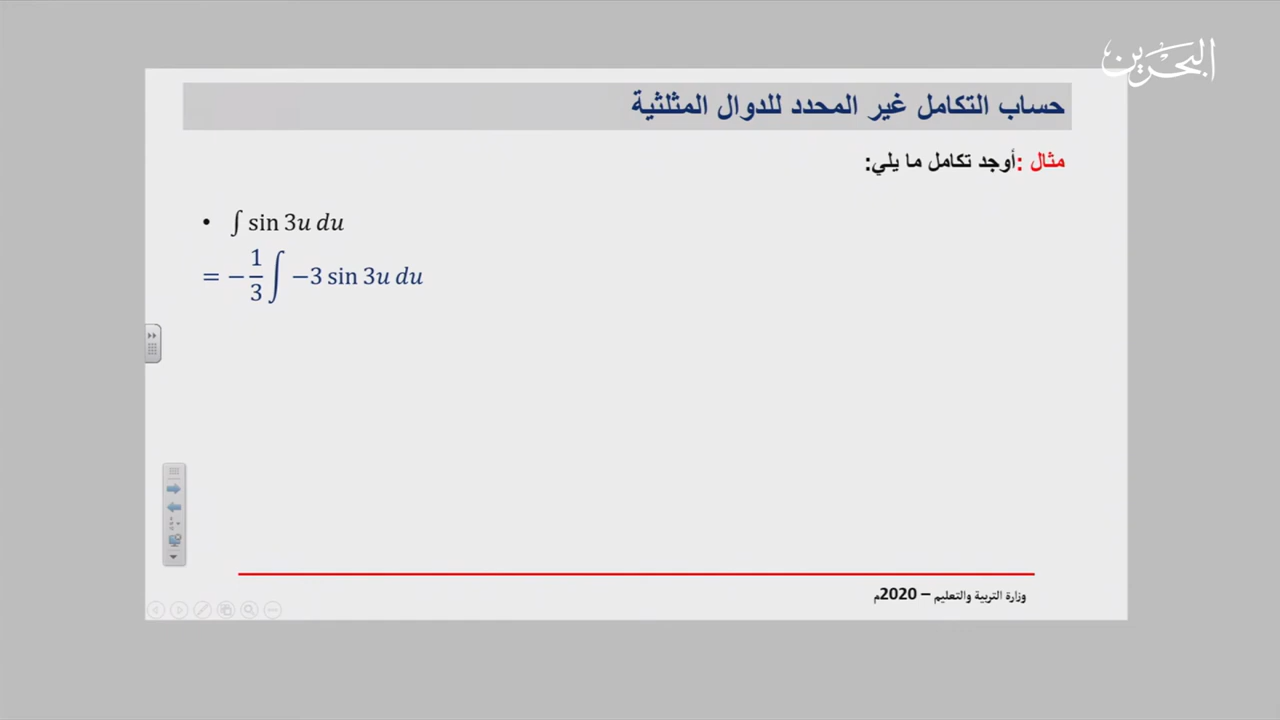 البحرين
حساب التكامل غير المحدد للدوال المثلثية
مثال :أوجد تكامل ما يلي:
• ∫ sin 3u du
= −1/3 ∫ −3 sin 3u du
وزارة التربية والتعليم – 2020م